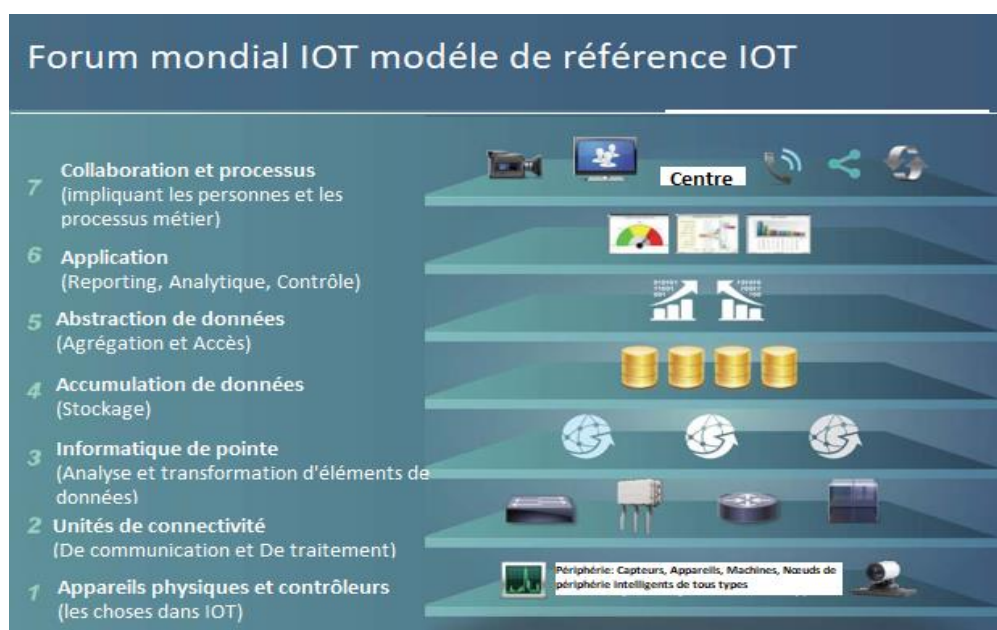 Forum mondial IOT modéle de référence IOT
Centre
7 Collaboration et processus
(impliquant les personnes et les
processus métier)
6 Application
(Reporting, Analytique, Contrôle)
5 Abstraction de données
(Agrégation et Accès)
4 Accumulation de données
(Stockage)
3 Informatique de pointe
(Analyse et transformation d'éléments de
données)
2 Unités de connectivité
(De communication et De traitement)
1 Appareils physiques et contrôleurs
(les choses dans IOT)
Périphérie: Capteurs, Appareils, Machines, Nœuds de
périphérie intelligents de tous types